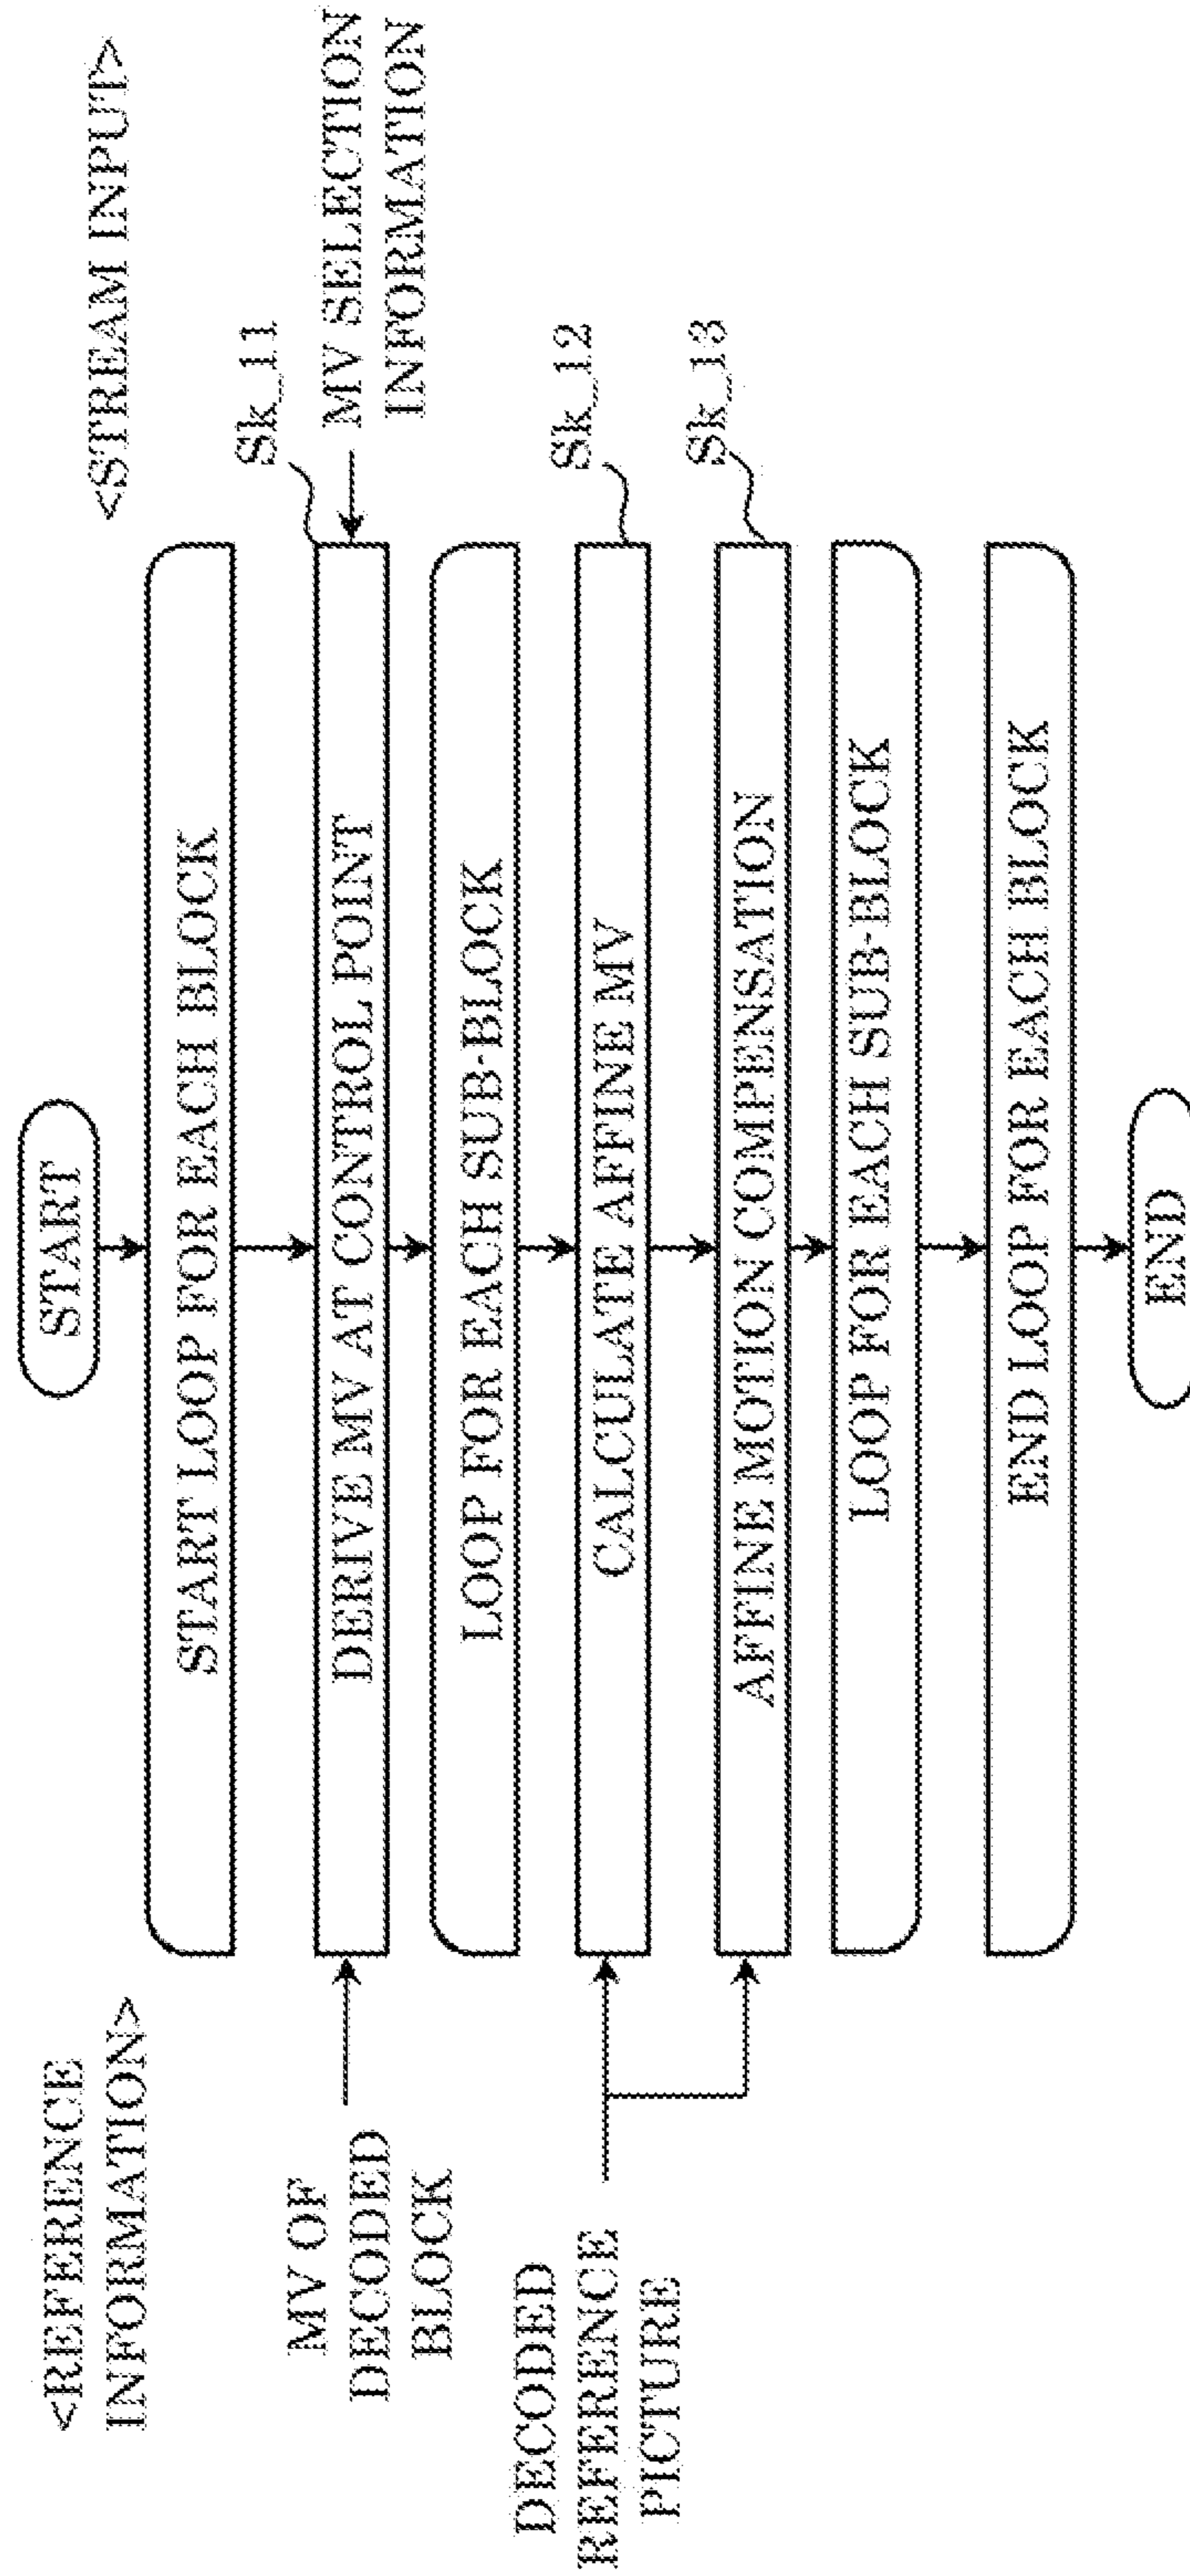 START
<REFERENCE
INFORMATION>
<STREAM INPUT>
START LOOP FOR EACH BLOCK
Sk_11
MV OF
DECODED
BLOCK
DERIVE MV AT CONTROL POINT
MV SELECTION
INFORMATION
LOOP FOR EACH SUB-BLOCK
DECODED
REFERENCE
PICTURE
Sk_12
CALCULATE AFFINE MV
Sk_13
AFFINE MOTION COMPENSATION
LOOP FOR EACH SUB-BLOCK
END LOOP FOR EACH BLOCK
END